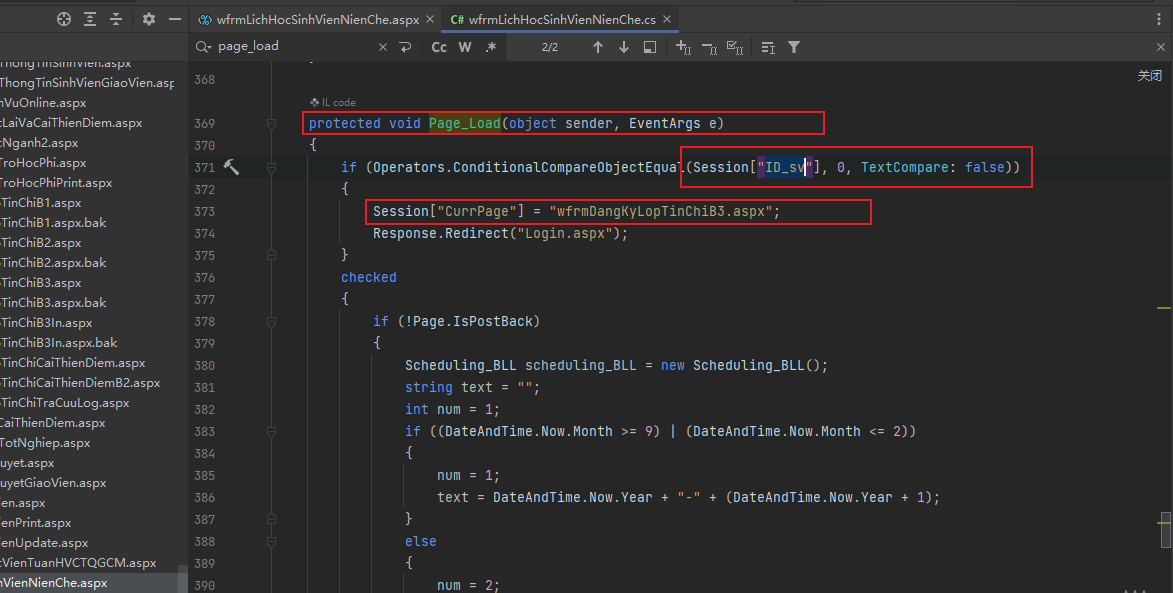 wfrmLichHocSinhVienNienChe.aspx
C# wfrmLichHocSinhVienNienChe.cs
page_load
Cc W .*
2/2
关闭
ThongTinSinhVien.aspx
ThongTinSinhVienGiaoVien.asp
nVuOnline.aspx
cLaiVaCaiThienDiem.aspx
cNganh2.aspx
TroHocPhi.aspx
TroHocPhiPrint.aspx
TinChiB1.aspx
TinChiB1.aspx.bak
TinChiB2.aspx
TinChiB2.aspx.bak
TinChiB3.aspx
TinChiB3.aspx.bak
TinChiB3In.aspx
TinChiB3In.aspx.bak
TinChiCaiThienDiem.aspx
TinChiCaiThienDiemB2.aspx
TinChiTraCuuLog.aspx
CaiThienDiem.aspx
TotNghiep.aspx
uyet.aspx
uyetGiaoVien.aspx
ien.aspx
ienPrint.aspx
ienUpdate.aspx
cVienTuanHVCTQGCM.aspx
nVienNienChe.aspx
368
IL code
369 protected void Page_Load(object sender, EventArgs e)
370 {
371 if (Operators.ConditionalCompareObjectEqual(Session["ID_sv"], 0, TextCompare: false))
372 {
373 Session["CurrPage"] = "wfrmDangKyLopTinChiB3.aspx";
374 Response.Redirect("Login.aspx");
375 }
376 checked
377 {
378 if (!Page.IsPostBack)
379 {
380 Scheduling_BLL scheduling_BLL = new Scheduling_BLL();
381 string text = "";
382 int num = 1;
383 if ((DateAndTime.Now.Month >= 9) | (DateAndTime.Now.Month <= 2))
384 {
385 num = 1;
386 text = DateAndTime.Now.Year + "-" + (DateAndTime.Now.Year + 1);
387 }
388 else
389 {
390 num = 2;